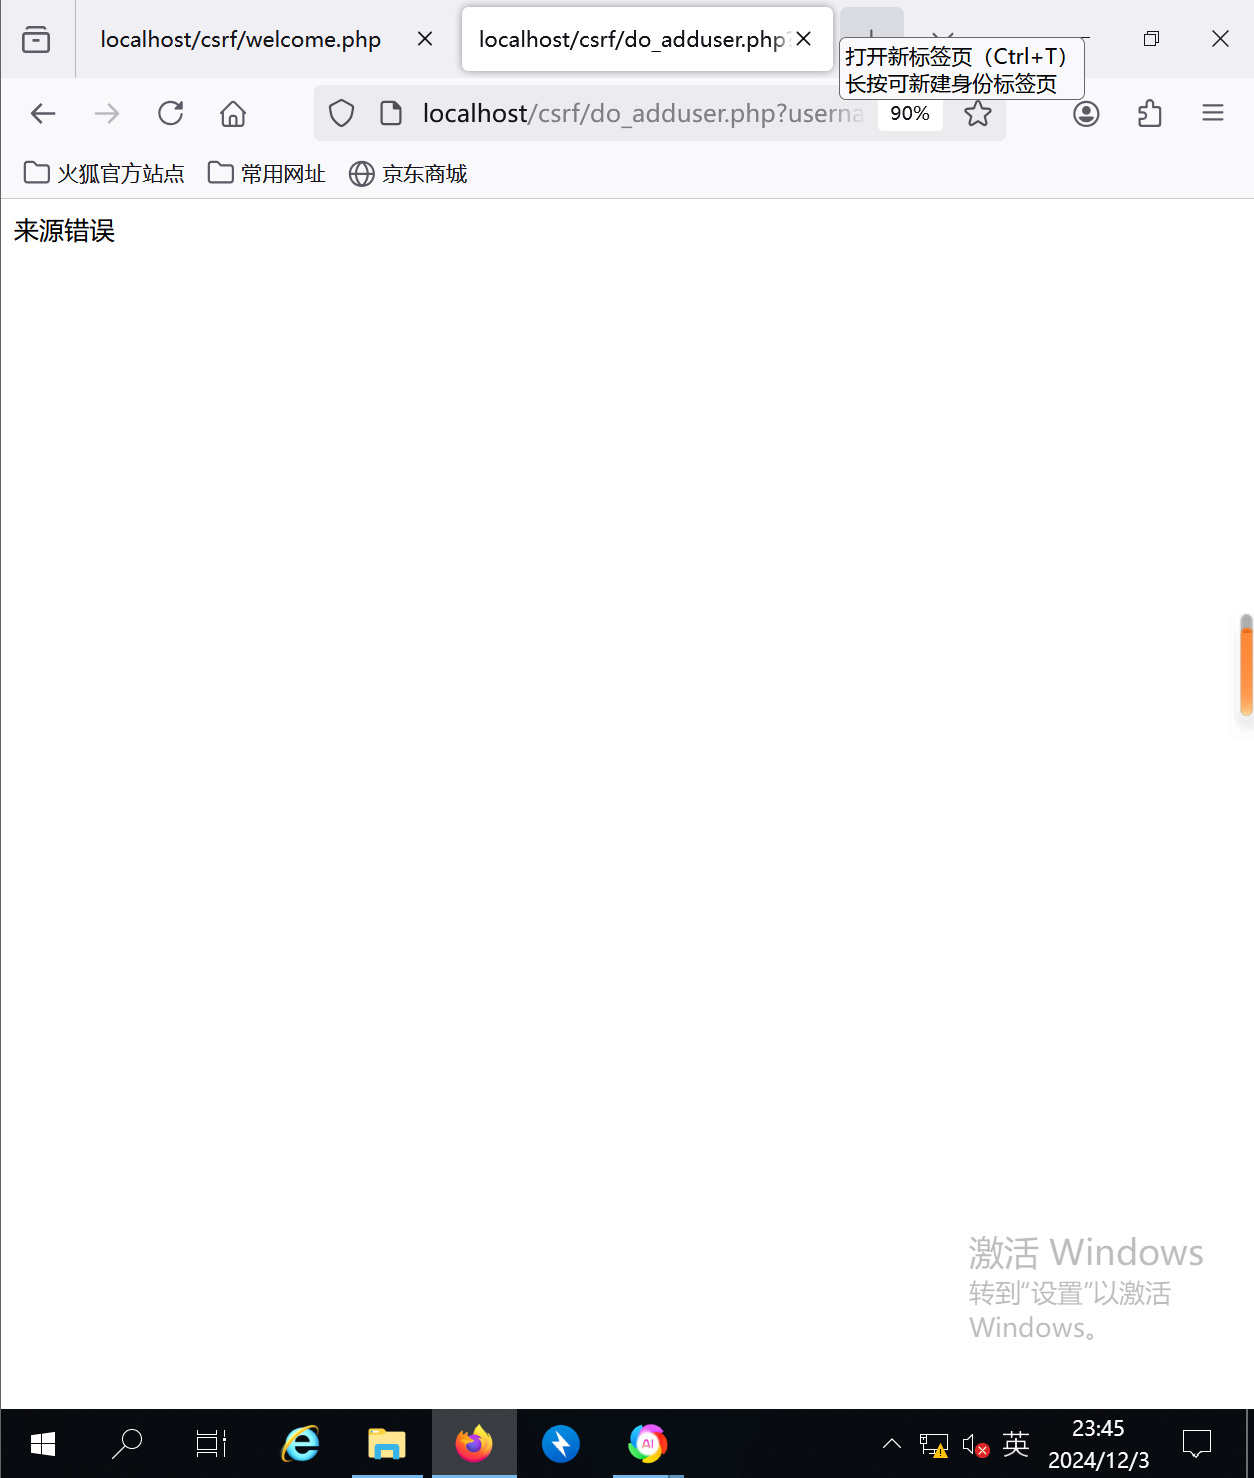 localhost/csrf/welcome.php
localhost/csrf/do_adduser.php?
打开新标签页（Ctrl+T）
长按可新建身份标签页
localhost/csrf/do_adduser.php?userna
90%
火狐官方站点
常用网址
京东商城
来源错误
激活 Windows
转到“设置”以激活
Windows。
AI
英
23:45
2024/12/3